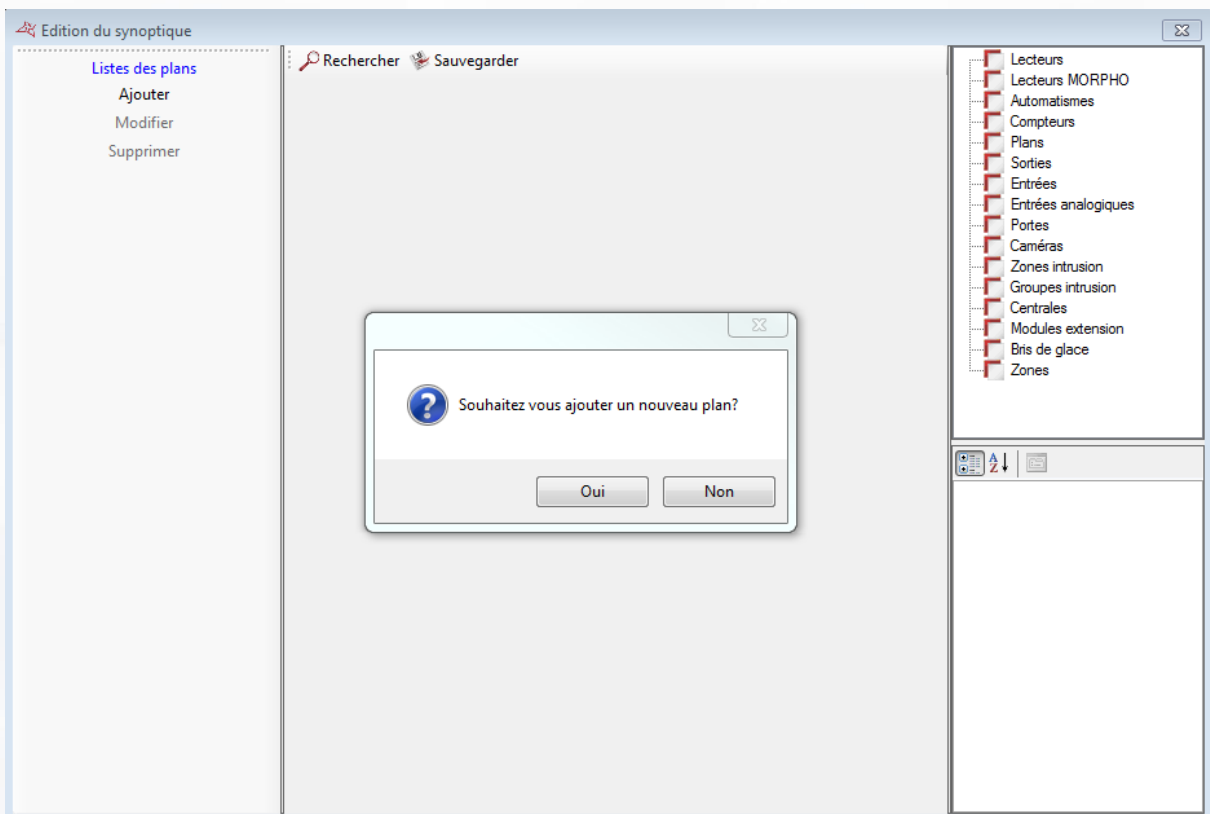 Edition du synoptique
Listes des plans
Ajouter
Modifier
Supprimer
Rechercher Sauvegarder
Souhaitez vous ajouter un nouveau plan?
Oui Non
Lecteurs
Lecteurs MORPHO
Automatismes
Compteurs
Plans
Sorties
Entrées
Entrées analogiques
Portes
Caméras
Zones intrusion
Groupes intrusion
Centrales
Modules extension
Bris de glace
Zones
A
Z